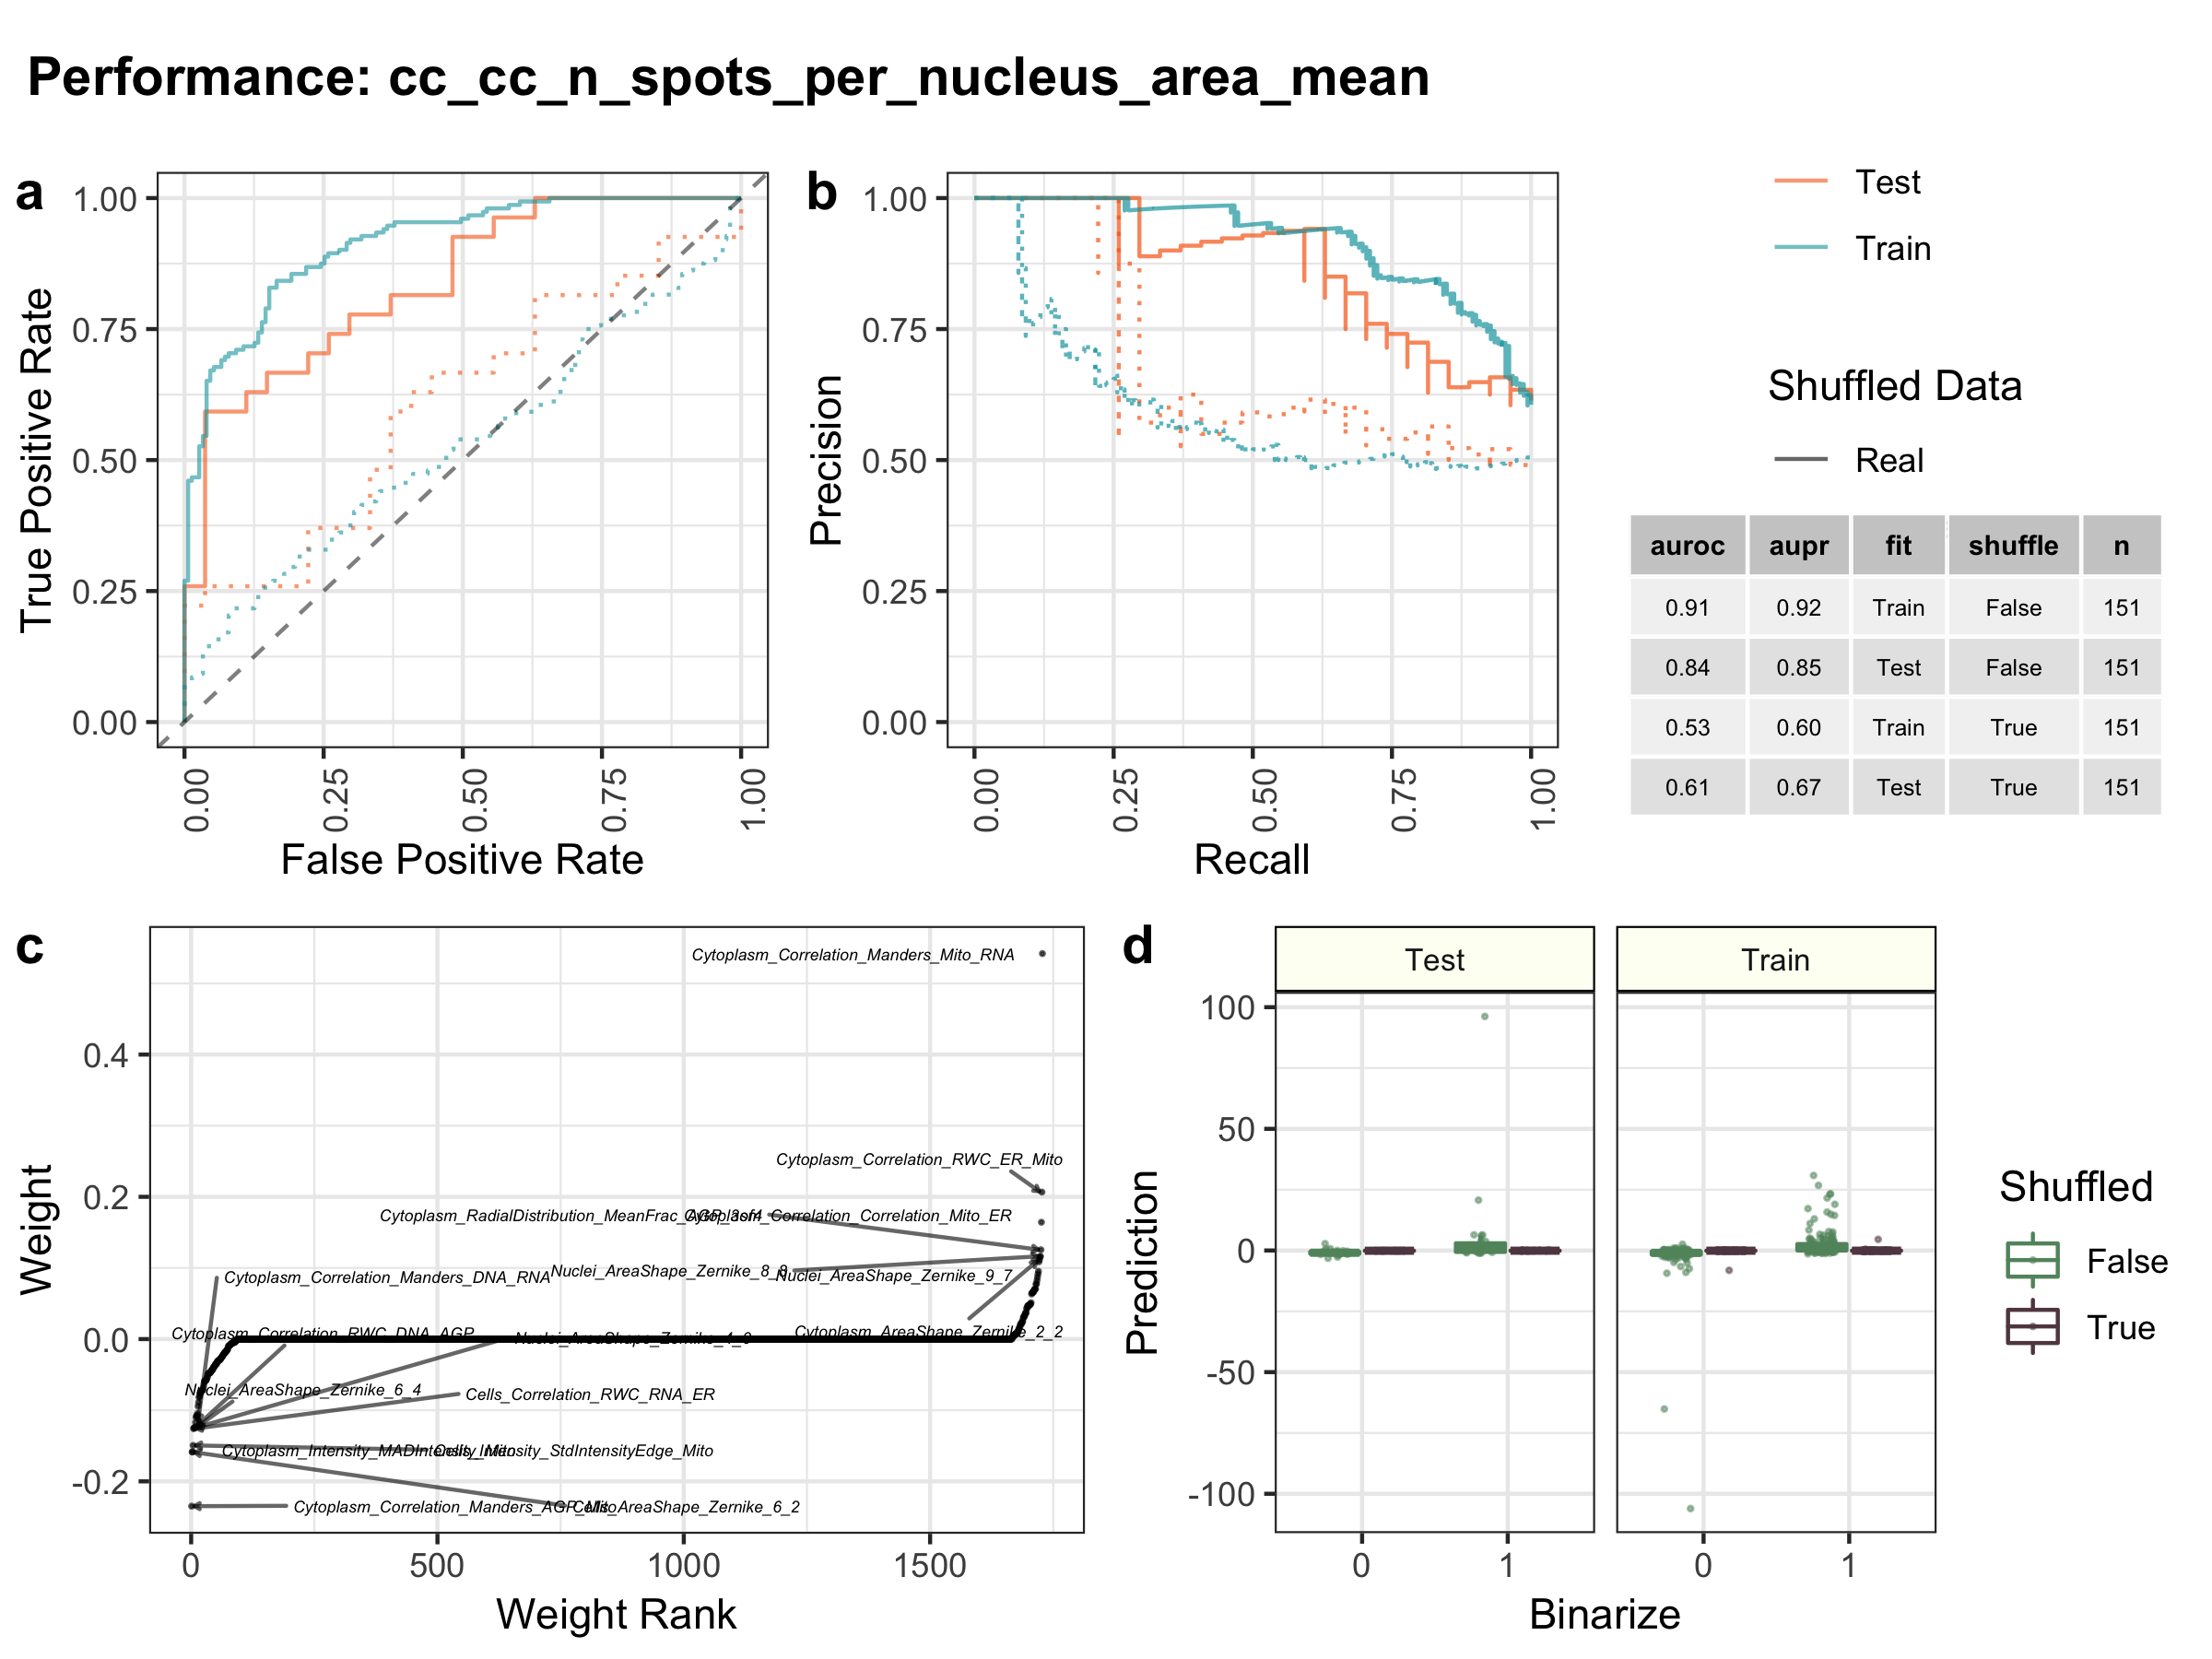 Performance: cc_cc_n_spots_per_nucleus_area_mean
a
1.00
0.75
0.50
0.25
0.00
True Positive Rate
0.00
0.25
0.50
0.75
1.00
False Positive Rate
b
1.00
0.75
0.50
0.25
0.00
Precision
0.00
0.25
0.50
0.75
1.00
Recall
Test
Train
Shuffled Data
Real
auroc aupr fit shuffle n
0.91 0.92 Train False 151
0.84 0.85 Test False 151
0.53 0.60 Train True 151
0.61 0.67 Test True 151
c
0.4
0.2
0.0
-0.2
Weight
Cytoplasm_Correlation_Manders_Mito_RNA
Cytoplasm_Correlation_RWC_ER_Mito
Cytoplasm_RadialDistribution_MeanFrac_AGP_3of4
Cytoplasm_Correlation_Correlation_Mito_ER
Nuclei_AreaShape_Zernike_8_8
Nuclei_AreaShape_Zernike_9_7
Cytoplasm_Correlation_Manders_DNA_RNA
Cytoplasm_Correlation_RWC_DNA_AGP
Cytoplasm_AreaShape_Zernike_2_2
Nuclei_AreaShape_Zernike_6_4
Cells_Correlation_RWC_RNA_ER
Cytoplasm_Intensity_MADIntensity_Mito
Cells_Intensity_StdIntensityEdge_Mito
Cytoplasm_Correlation_Manders_AGP_Mito
Cells_AreaShape_Zernike_6_2
0
500
1000
1500
Weight Rank
d
Test
Train
100
50
0
-50
-100
Prediction
0
1
0
1
Binarize
Shuffled
False
True